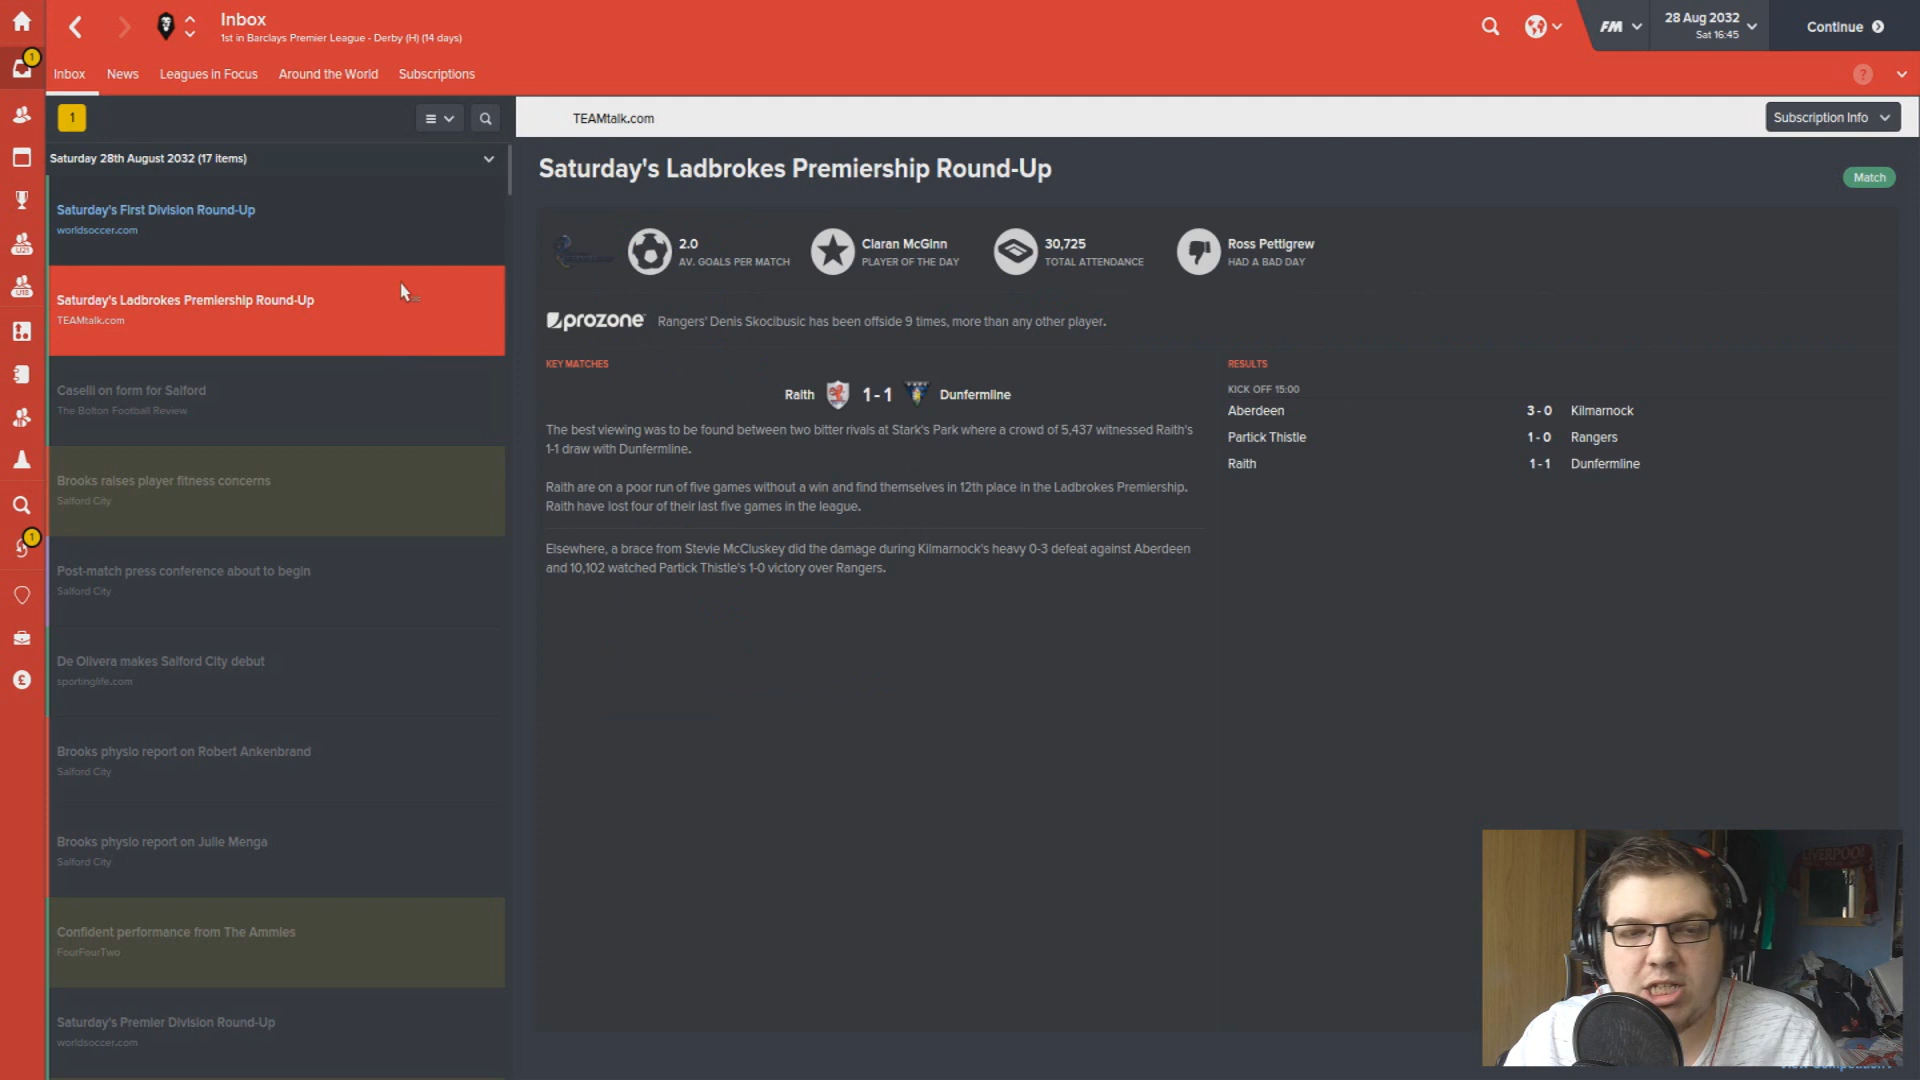 Inbox
1st in Barclays Premier League - Derby (H) (14 days)
FM
28 Aug 2032
Sat 16:45
Continue
1
Inbox
News
Leagues in Focus
Around the World
Subscriptions
?
1
TEAMtalk.com
Subscription Info
Saturday 28th August 2032 (17 items)
Saturday's First Division Round-Up
worldsoccer.com
Saturday's Ladbrokes Premiership Round-Up
TEAMtalk.com
Caselli on form for Salford
The Bolton Football Review
Brooks raises player fitness concerns
Salford City
Post-match press conference about to begin
Salford City
De Olivera makes Salford City debut
sportinglife.com
Brooks physio report on Robert Ankenbrand
Salford City
Brooks physio report on Julie Menga
Salford City
Confident performance from The Ammies
FourFourTwo
Saturday's Premier Division Round-Up
worldsoccer.com
U21
U18
1
Saturday's Ladbrokes Premiership Round-Up
Match
2.0
AV. GOALS PER MATCH
Ciaran McGinn
PLAYER OF THE DAY
30,725
TOTAL ATTENDANCE
Ross Pettigrew
HAD A BAD DAY
prozone
Rangers' Denis Skocibusic has been offside 9 times, more than any other player.
KEY MATCHES
Raith 1-1 Dunfermline
The best viewing was to be found between two bitter rivals at Stark's Park where a crowd of 5,437 witnessed Raith's
1-1 draw with Dunfermline.
Raith are on a poor run of five games without a win and find themselves in 12th place in the Ladbrokes Premiership.
Raith have lost four of their last five games in the league.
Elsewhere, a brace from Stevie McCluskey did the damage during Kilmarnock's heavy 0-3 defeat against Aberdeen
and 10,102 watched Partick Thistle's 1-0 victory over Rangers.
RESULTS
KICK OFF 15:00
Aberdeen 3-0 Kilmarnock
Partick Thistle 1-0 Rangers
Raith 1-1 Dunfermline
LIVERPOOL